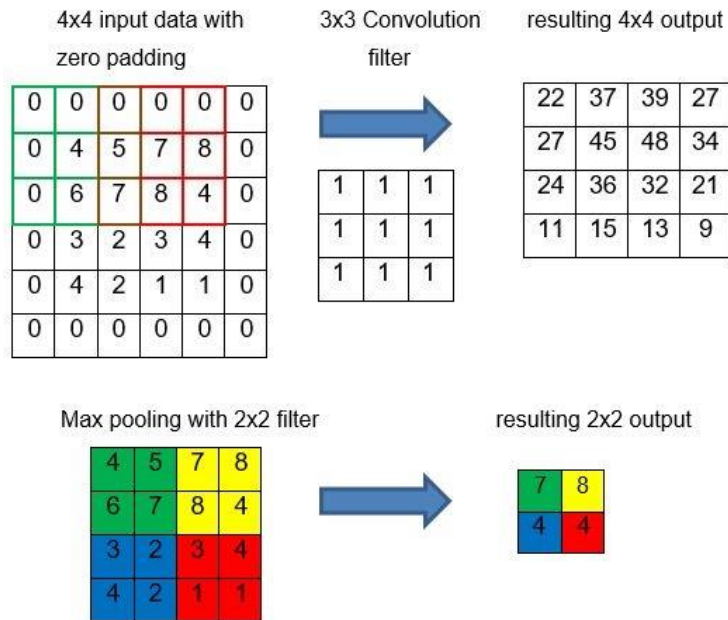 4x4 input data with
zero padding
3x3 Convolution
filter
resulting 4x4 output
0 0 0 0 0 0
0 4 5 7 8 0
0 6 7 8 4 0
0 3 2 3 4 0
0 4 2 1 1 0
0 0 0 0 0 0
1 1 1
1 1 1
1 1 1
22 37 39 27
27 45 48 34
24 36 32 21
11 15 13 9
Max pooling with 2x2 filter
resulting 2x2 output
4 5 7 8
6 7 8 4
3 2 3 4
4 2 1 1
7 8
4 4